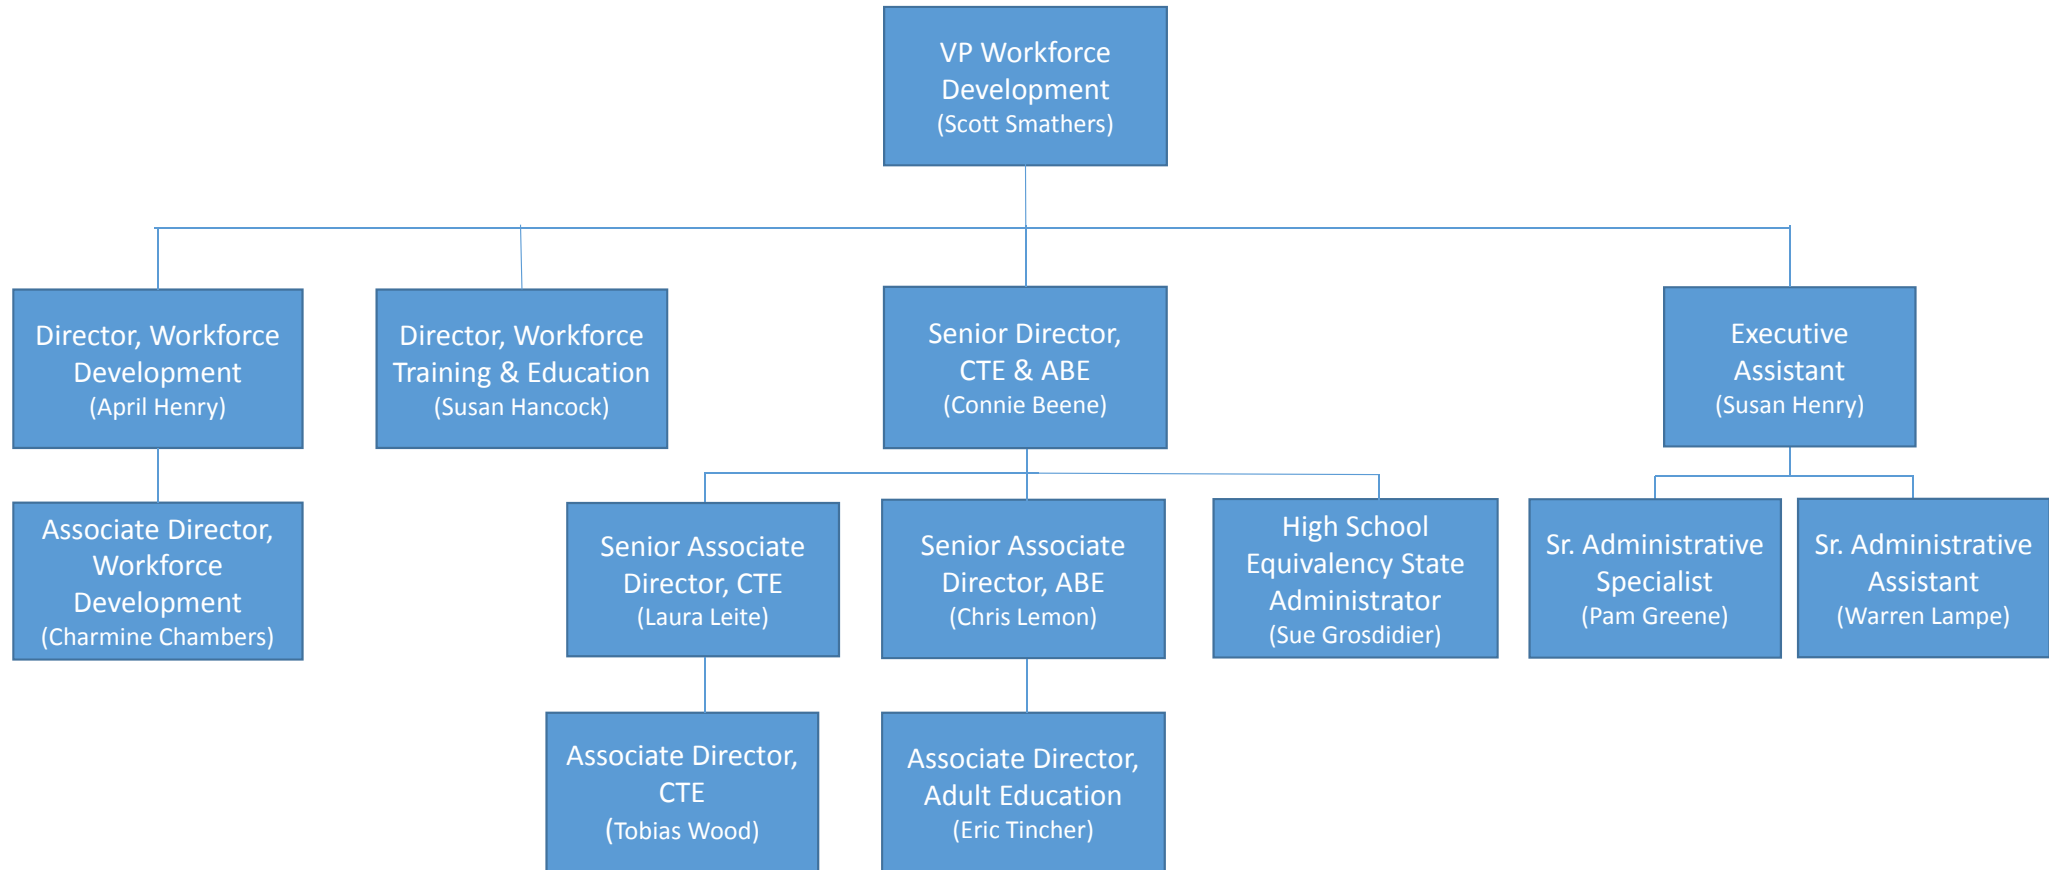 VP Workforce
Development
(Scott Smathers)
Director, Workforce
Development
(April Henry)
Director, Workforce
Training & Education
(Susan Hancock)
Senior Director,
CTE & ABE
(Connie Beene)
Executive
Assistant
(Susan Henry)
Associate Director,
Workforce
Development
(Charmine Chambers)
Senior Associate
Director, CTE
(Laura Leite)
Senior Associate
Director, ABE
(Chris Lemon)
High School
Equivalency State
Administrator
(Sue Grosdidier)
Sr. Administrative
Specialist
(Pam Greene)
Sr. Administrative
Assistant
(Warren Lampe)
Associate Director,
CTE
(Tobias Wood)
Associate Director,
Adult Education
(Eric Tincher)